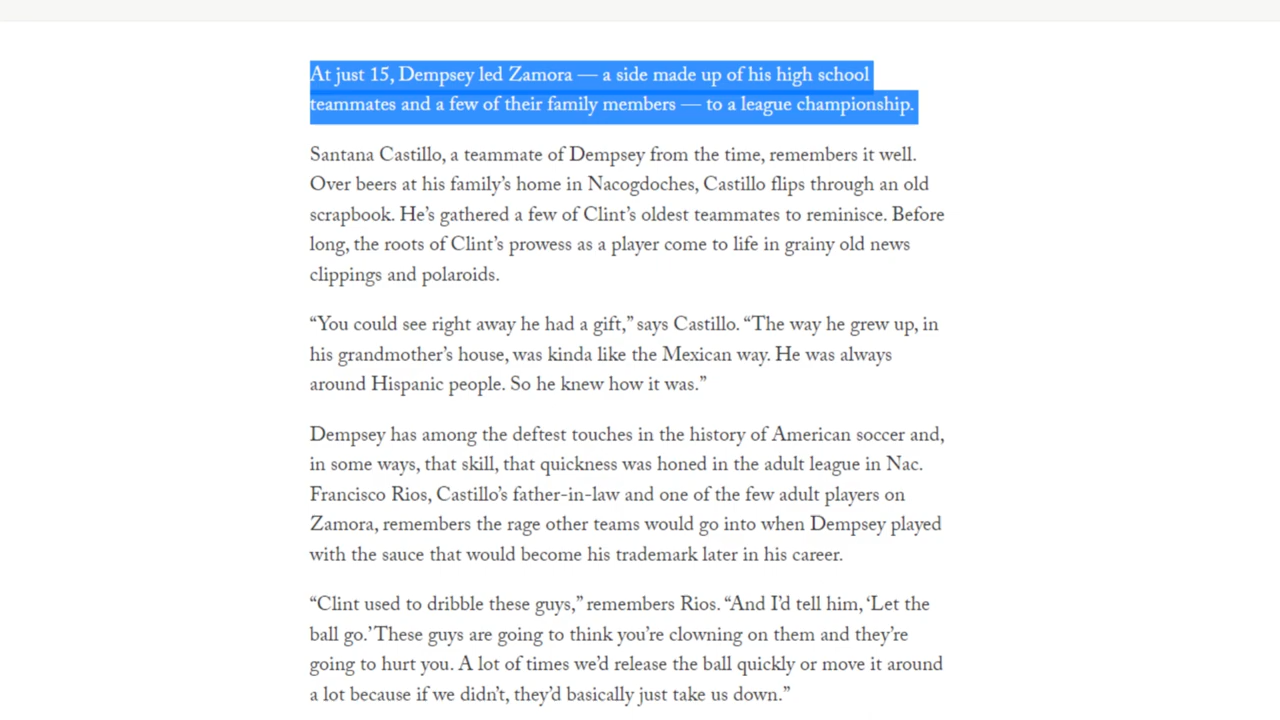 At just 15, Dempsey led Zamora — a side made up of his high school
teammates and a few of their family members — to a league championship.
Santana Castillo, a teammate of Dempsey from the time, remembers it well.
Over beers at his family’s home in Nacogdoches, Castillo flips through an old
scrapbook. He’s gathered a few of Clint’s oldest teammates to reminisce. Before
long, the roots of Clint’s prowess as a player come to life in grainy old news
clippings and polaroids.
“You could see right away he had a gift,” says Castillo. “The way he grew up, in
his grandmother’s house, was kinda like the Mexican way. He was always
around Hispanic people. So he knew how it was.”
Dempsey has among the deftest touches in the history of American soccer and,
in some ways, that skill, that quickness was honed in the adult league in Nac.
Francisco Rios, Castillo’s father-in-law and one of the few adult players on
Zamora, remembers the rage other teams would go into when Dempsey played
with the sauce that would become his trademark later in his career.
“Clint used to dribble these guys,” remembers Rios. “And I’d tell him, ‘Let the
ball go.’ These guys are going to think you’re clowning on them and they’re
going to hurt you. A lot of times we’d release the ball quickly or move it around
a lot because if we didn’t, they’d basically just take us down.”